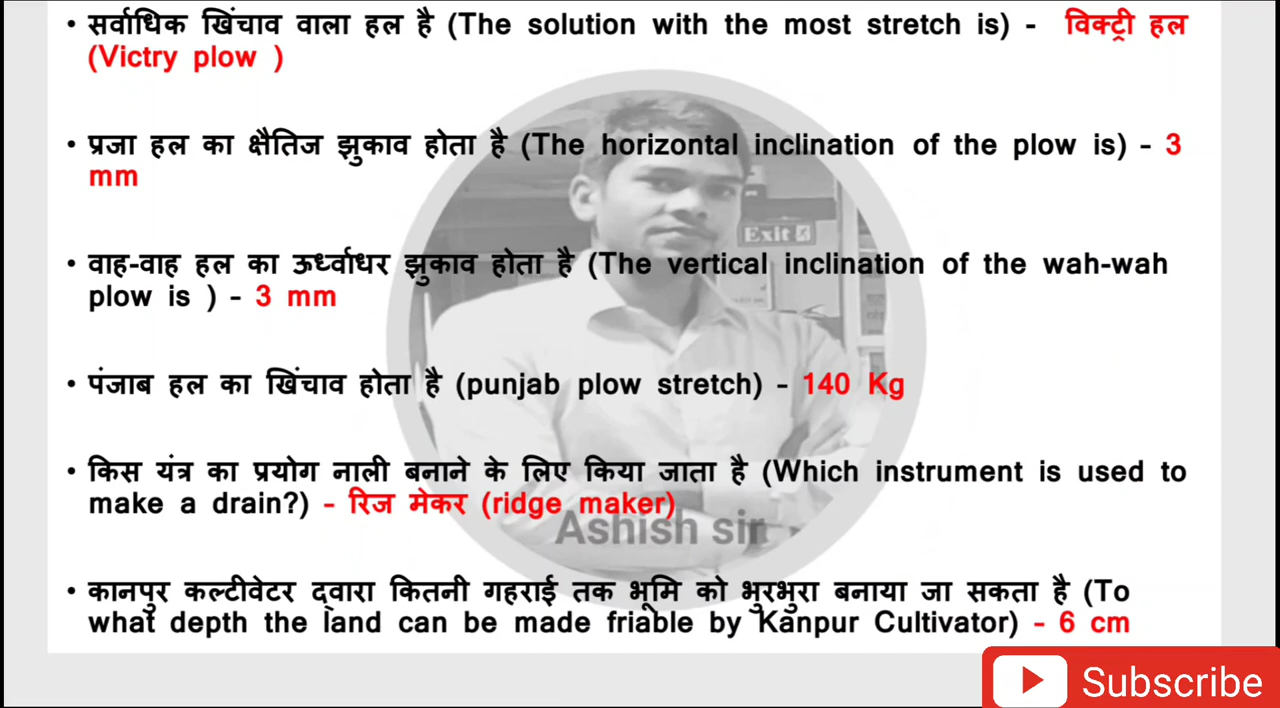 • सर्वाधिक खिंचाव वाला हल है (The solution with the most stretch is) - विक्ट्री हल
(Victry plow )
• प्रजा हल का क्षैतिज झुकाव होता है (The horizontal inclination of the plow is) - 3
mm
• वाह-वाह हल का ऊर्ध्वाधर झुकाव होता है (The vertical inclination of the wah-wah
plow is ) - 3 mm
• पंजाब हल का खिंचाव होता है (punjab plow stretch) - 140 Kg
• किस यंत्र का प्रयोग नाली बनाने के लिए किया जाता है (Which instrument is used to
make a drain?) - रिज मेकर (ridge maker)
• कानपुर कल्टीवेटर द्वारा कितनी गहराई तक भूमि को भुरभुरा बनाया जा सकता है (To
what depth the land can be made friable by Kanpur Cultivator) - 6 cm
Exit
Ashish sir
Subscribe